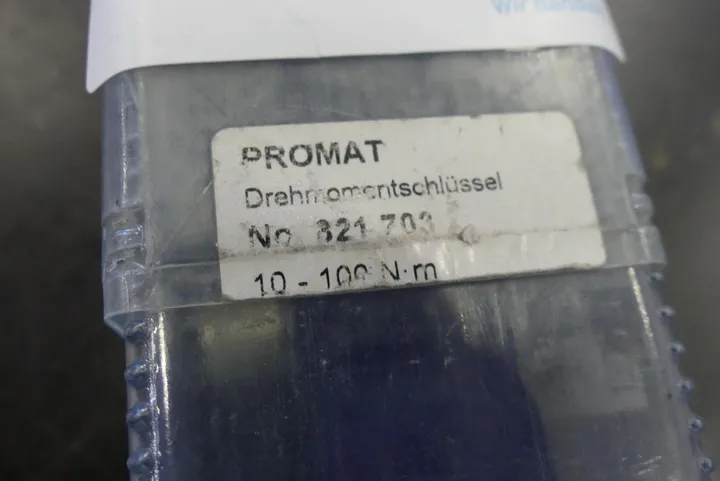 PROMAT
Drehmomentschlüssel
No. 821 703
10 - 100 N·m